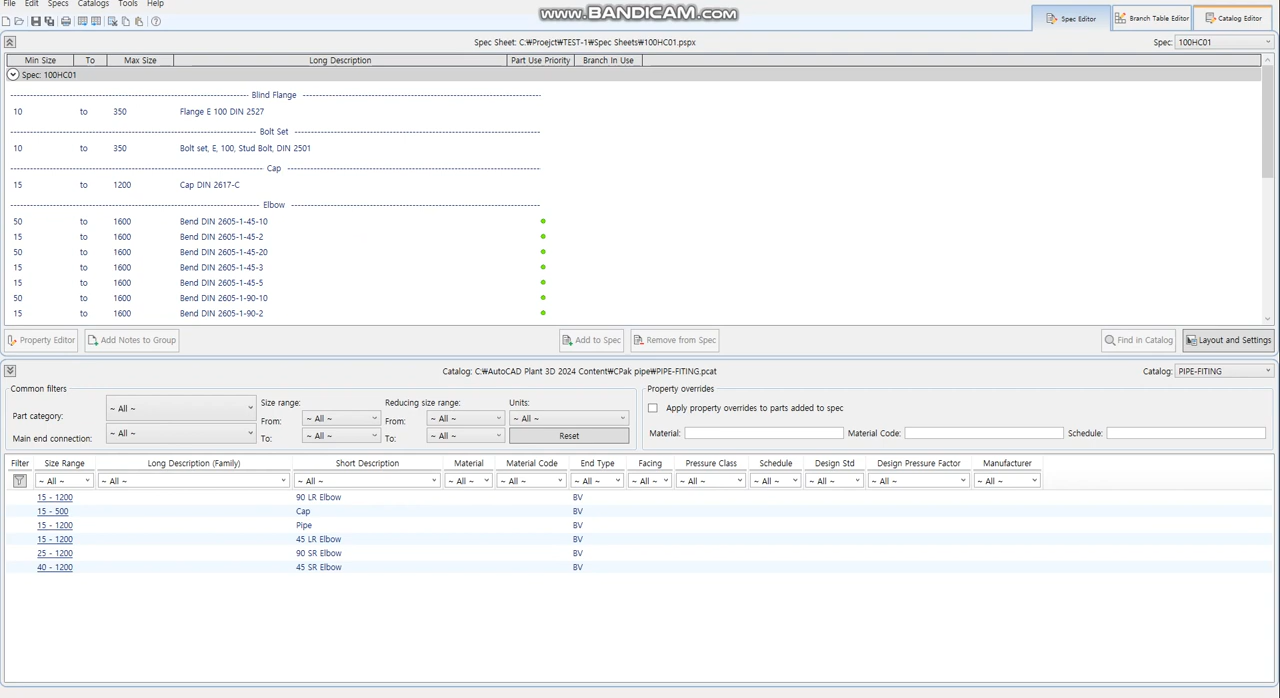 File Edit Specs Catalogs Tools Help
www.BANDICAM.com
Spec Editor Branch Table Editor Catalog Editor
Spec Sheet: C:₩Proejct₩TEST-1₩Spec Sheets₩100HC01.pspx Spec: 100HC01
Min Size To Max Size Long Description Part Use Priority Branch In Use
Spec: 100HC01
Blind Flange
10 to 350 Flange E 100 DIN 2527
Bolt Set
10 to 350 Bolt set, E, 100, Stud Bolt, DIN 2501
Cap
15 to 1200 Cap DIN 2617-C
Elbow
50 to 1600 Bend DIN 2605-1-45-10
15 to 1600 Bend DIN 2605-1-45-2
50 to 1600 Bend DIN 2605-1-45-20
15 to 1600 Bend DIN 2605-1-45-3
15 to 1600 Bend DIN 2605-1-45-5
50 to 1600 Bend DIN 2605-1-90-10
15 to 1600 Bend DIN 2605-1-90-2
Property Editor Add Notes to Group Add to Spec Remove from Spec Find in Catalog Layout and Settings
Catalog: C:₩AutoCAD Plant 3D 2024 Content₩CPak pipe₩PIPE-FITING.pcat Catalog: PIPE-FITING
Common filters Property overrides
Part category: ~ All ~ Size range: Reducing size range: Units: Apply property overrides to parts added to spec
From: ~ All ~ From: ~ All ~ ~ All ~
Main end connection: ~ All ~ To: ~ All ~ To: ~ All ~ Reset Material: Material Code: Schedule:
Filter Size Range Long Description (Family) Short Description Material Material Code End Type Facing Pressure Class Schedule Design Std Design Pressure Factor Manufacturer
~ All ~ ~ All ~ ~ All ~ ~ All ~ ~ All ~ ~ All ~ ~ All ~ ~ All ~ ~ All ~ ~ All ~ ~ All ~ ~ All ~
15 - 1200 90 LR Elbow BV
15 - 500 Cap BV
15 - 1200 Pipe BV
15 - 1200 45 LR Elbow BV
25 - 1200 90 SR Elbow BV
40 - 1200 45 SR Elbow BV